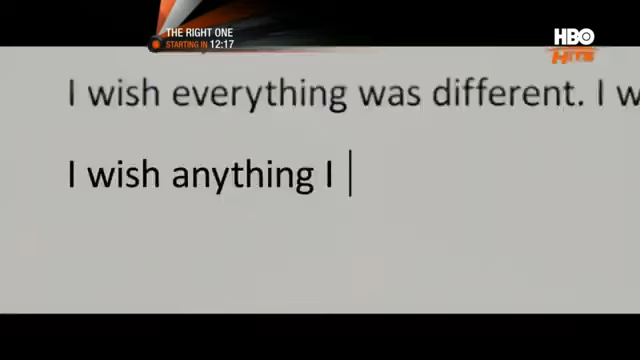 THE RIGHT ONE
STARTING IN 12:17
HBO
HITS
I wish everything was different. I w
I wish anything I